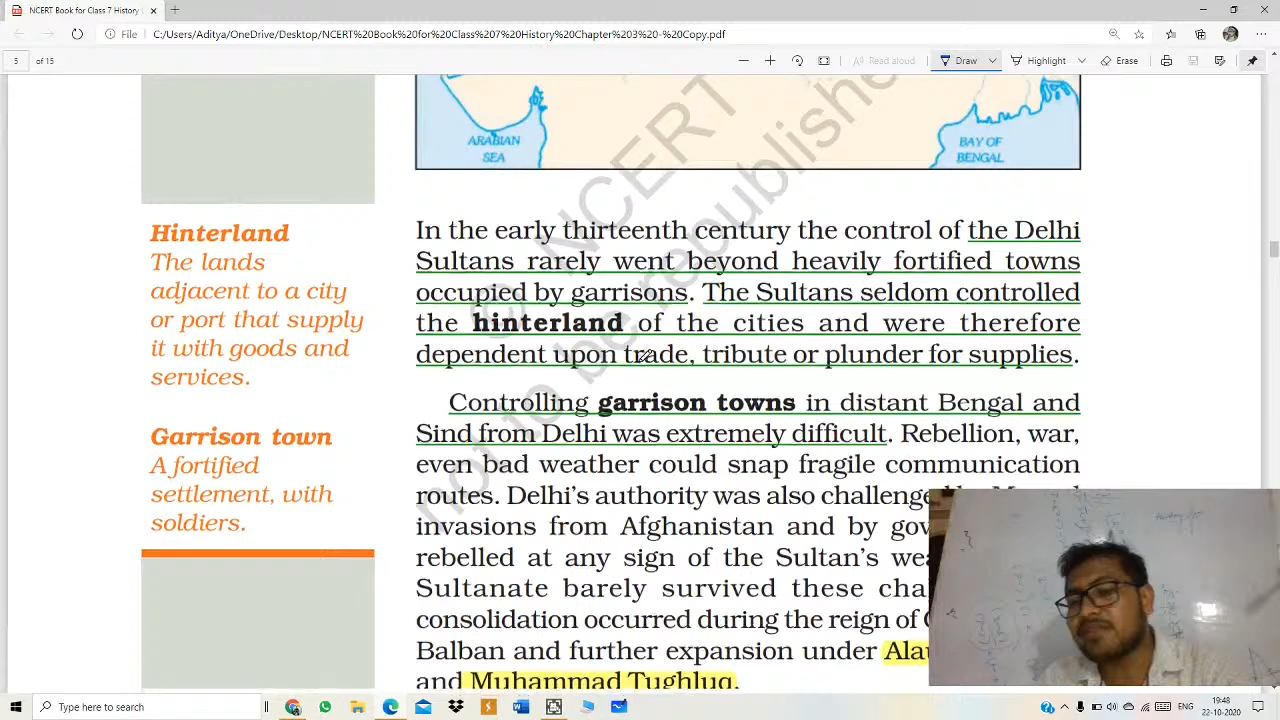 NCERT Book for Class 7 History
File C:/Users/Aditya/OneDrive/Desktop/NCERT%20Book%20for%20Class%207%20History%20Chapter%203%20-%20Copy.pdf
5 of 15 Read aloud Draw Highlight Erase
ARABIAN
SEA
BAY OF
BENGAL
© NCERT
not to be republished
Hinterland
The lands
adjacent to a city
or port that supply
it with goods and
services.
Garrison town
A fortified
settlement, with
soldiers.
In the early thirteenth century the control of the Delhi
Sultans rarely went beyond heavily fortified towns
occupied by garrisons. The Sultans seldom controlled
the hinterland of the cities and were therefore
dependent upon trade, tribute or plunder for supplies.
Controlling garrison towns in distant Bengal and
Sind from Delhi was extremely difficult. Rebellion, war,
even bad weather could snap fragile communication
routes. Delhi's authority was also challenge
invasions from Afghanistan and by gov
rebelled at any sign of the Sultan's we
Sultanate barely survived these cha
consolidation occurred during the reign of
Balban and further expansion under Ala
and Muhammad Tughluq.
Type here to search
ENG
19:48
22-10-2020